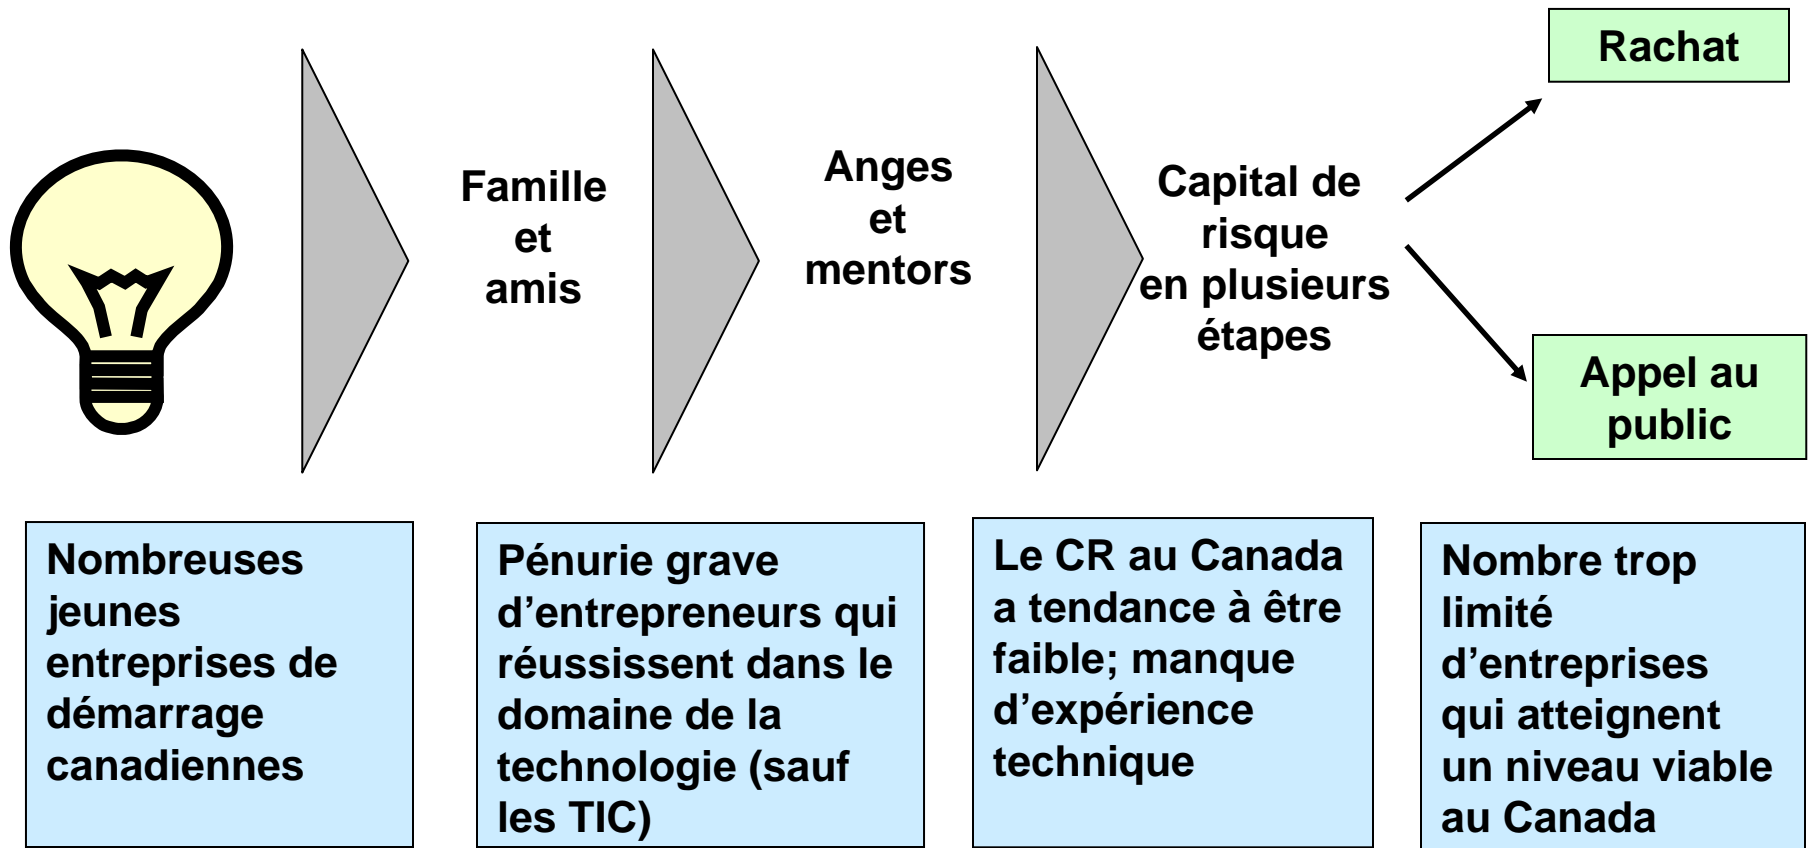 Famille
et
amis
Anges
et
mentors
Capital de
risque
en plusieurs
étapes
Rachat
Appel au
public
Nombreuses
jeunes
entreprises de
démarrage
canadiennes
Pénurie grave
d’entrepreneurs qui
réussissent dans le
domaine de la
technologie (sauf
les TIC)
Le CR au Canada
a tendance à être
faible; manque
d’expérience
technique
Nombre trop
limité
d’entreprises
qui atteignent
un niveau viable
au Canada